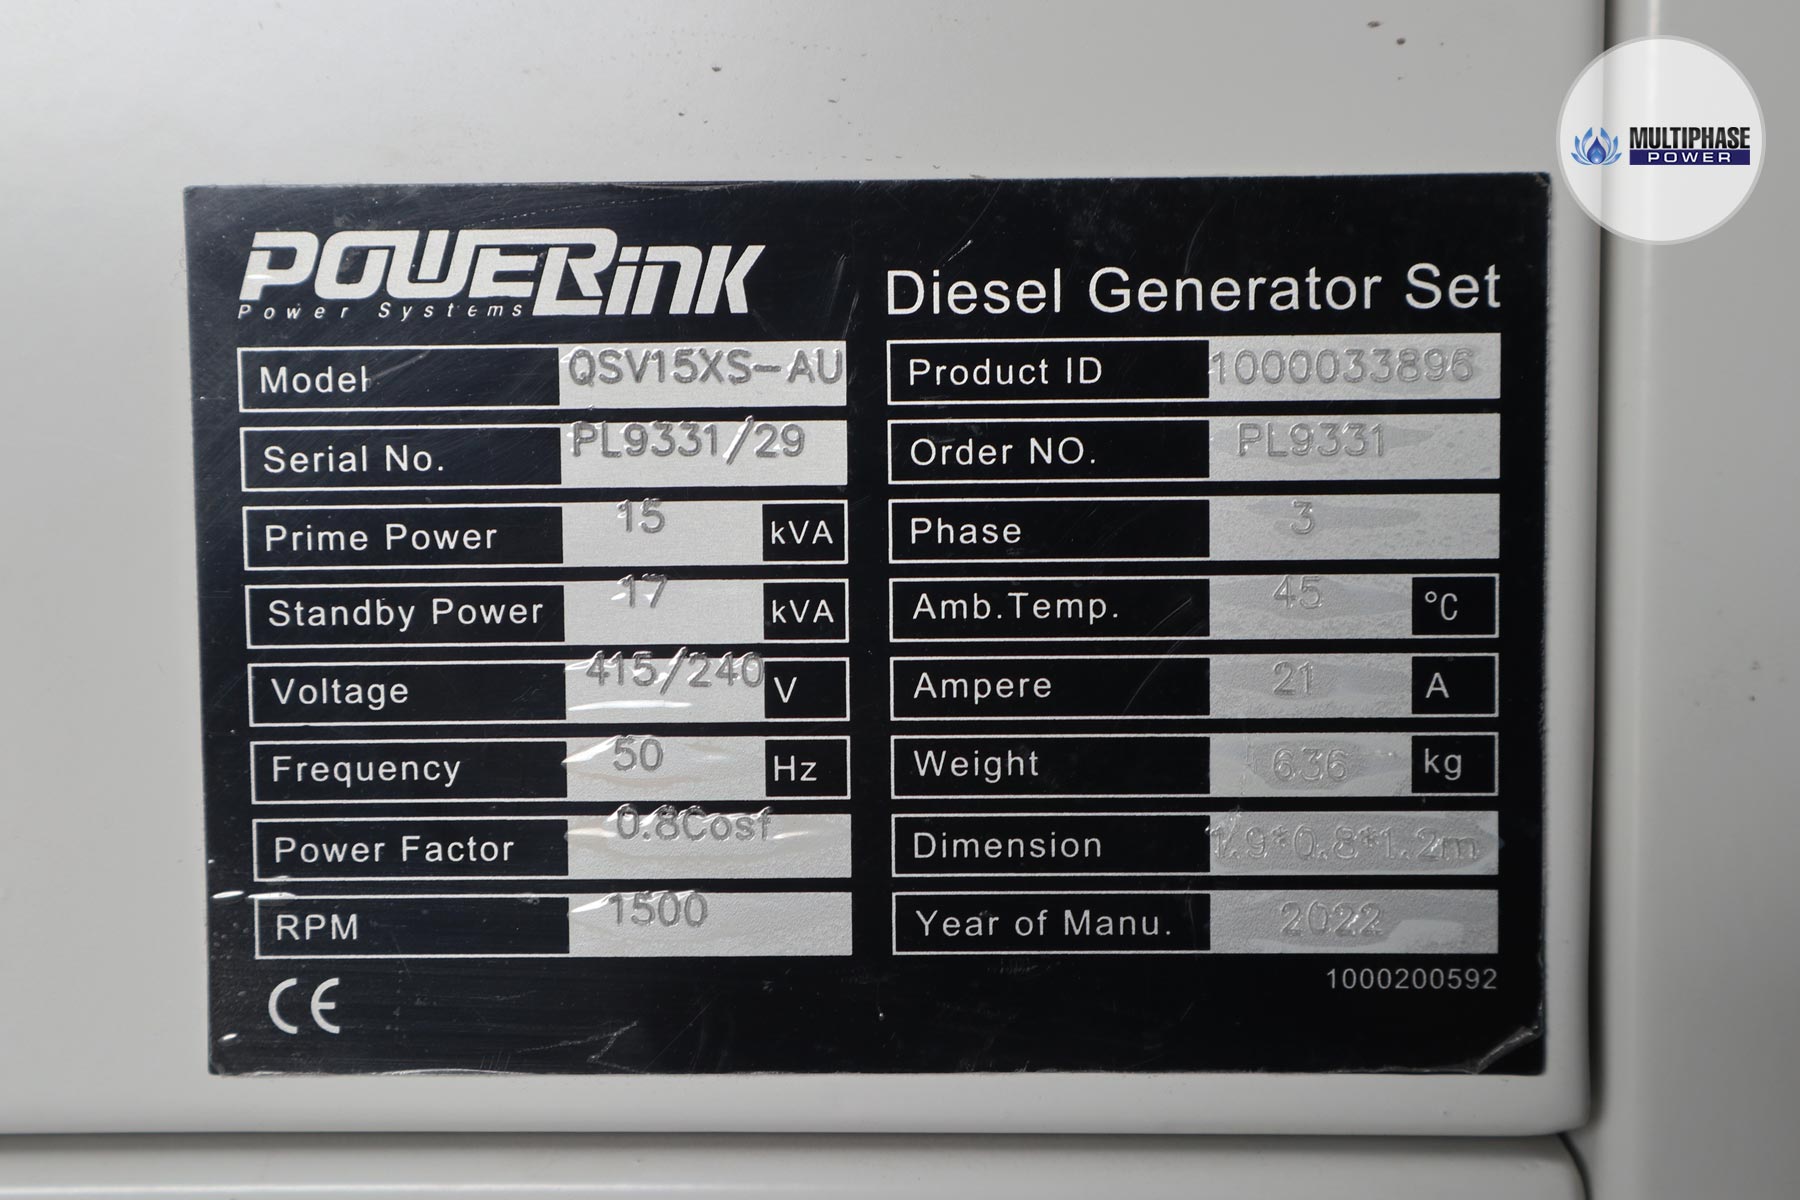 MULTIPHASE
POWER
POWERLINK
Power Systems
Diesel Generator Set
Model QSV15XS-AU
Serial No. PL9331/29
Prime Power 15 kVA
Standby Power 17 kVA
Voltage 415/240 V
Frequency 50 Hz
Power Factor 0.8Cosf
RPM 1500
CE
Product ID 1000033896
Order NO. PL9331
Phase 3
Amb.Temp. 45 °C
Ampere 21 A
Weight 636 kg
Dimension 1.9*0.8*1.2m
Year of Manu. 2022
1000200592